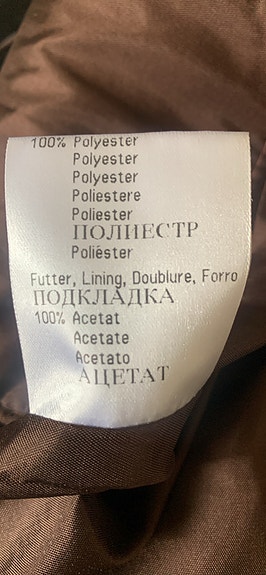 100% Polyester
Polyester
Polyester
Poliestere
Poliester
ПОЛИЕСТР
Poliéster
Futter, Lining, Doublure, Forro
ПОДКЛАДКА
100% Acetat
Acetate
Acetato
АЦЕТАТ